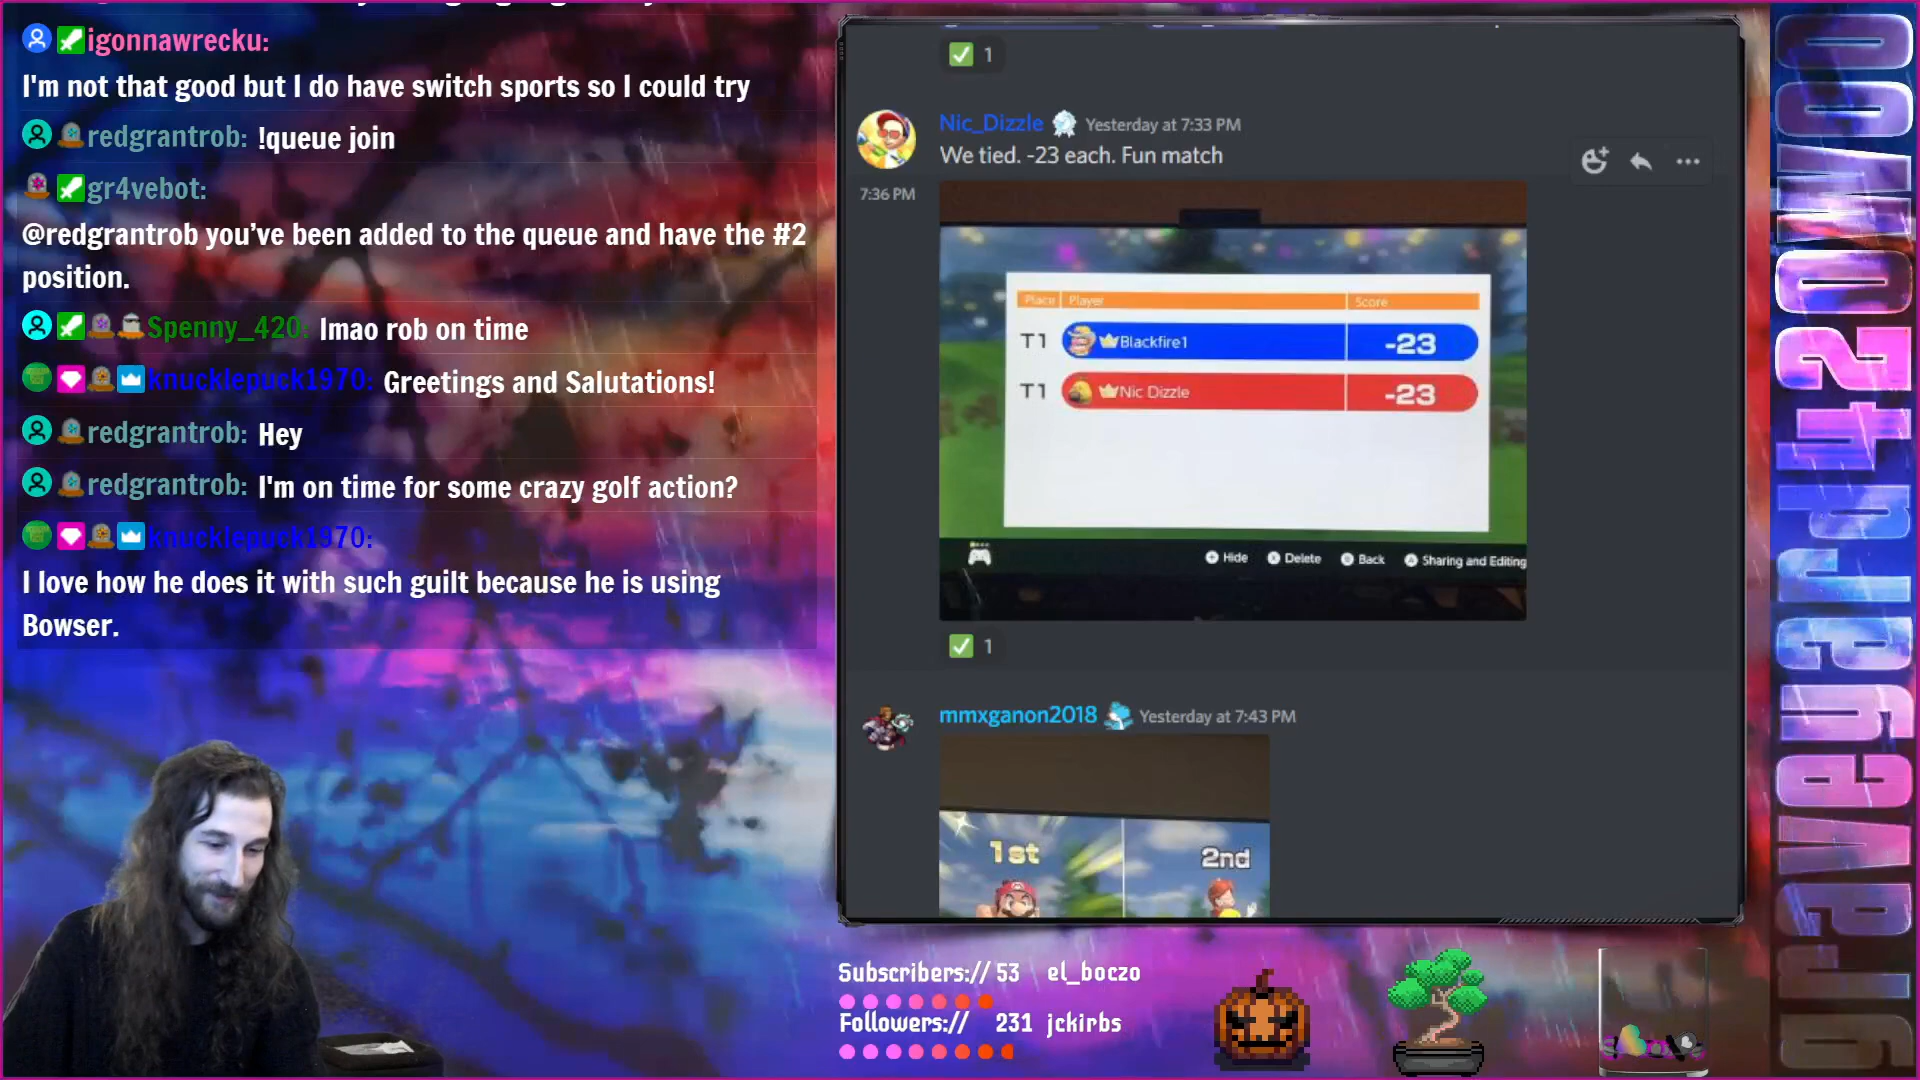 igonnawrecku:
I'm not that good but I do have switch sports so I could try
redgrantrob: !queue join
gr4vebot:
@redgrantrob you've been added to the queue and have the #2
position.
Spenny_420: lmao rob on time
knucklepuck1970: Greetings and Salutations!
redgrantrob: Hey
redgrantrob: I'm on time for some crazy golf action?
knucklepuck1970:
I love how he does it with such guilt because he is using
Bowser.
1
Nic_Dizzle Yesterday at 7:33 PM
We tied. -23 each. Fun match
7:36 PM
Place Player Score
T1 Blackfire1 -23
T1 Nic Dizzle -23
Hide Delete Back Sharing and Editing
1
mmxganon2018 Yesterday at 7:43 PM
1st 2nd
Subscribers:// 53 el_boczo
Followers:// 231 jckirbs